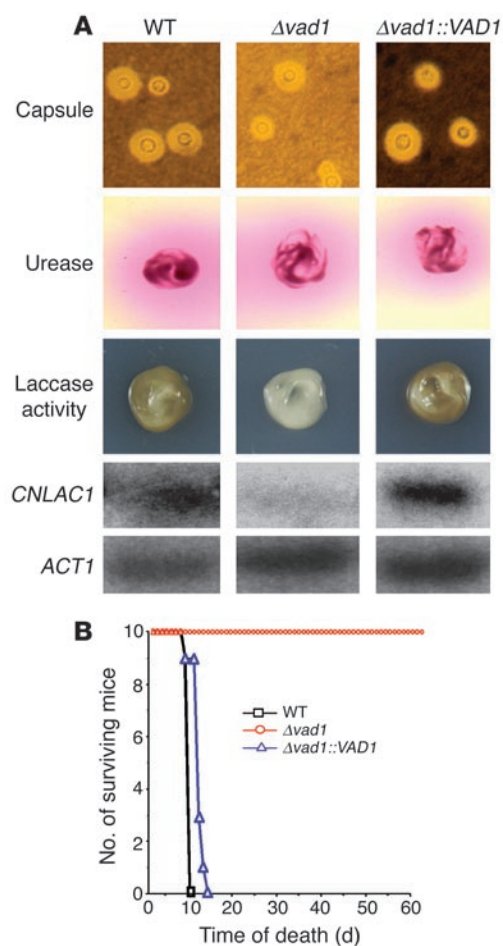 A
WT Δvad1 Δvad1::VAD1
Capsule
Urease
Laccase
activity
CNLAC1
ACT1
B
No. of surviving mice
10
8
6
4
2
0
WT
Δvad1
Δvad1::VAD1
0 10 20 30 40 50 60
Time of death (d)